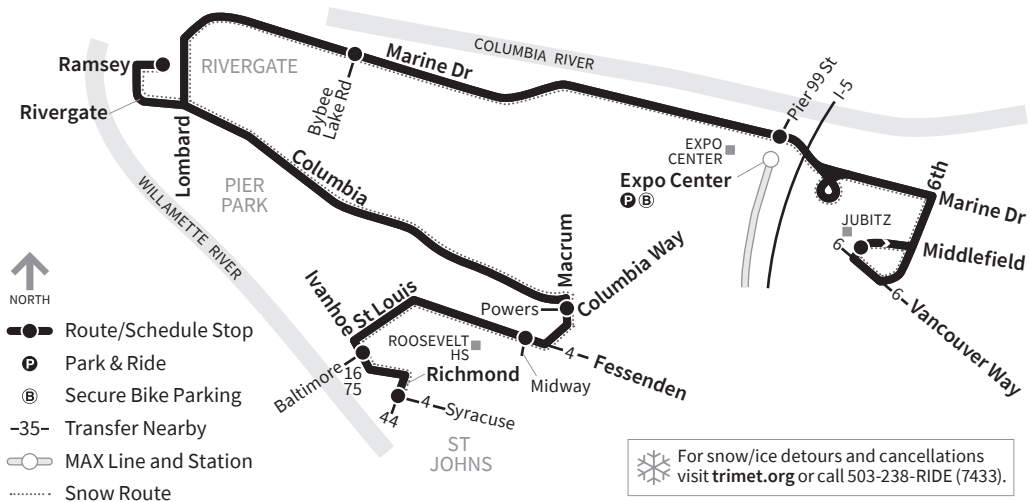 COLUMBIA RIVER
Marine Dr
Ramsey
RIVERGATE
Rivergate
Bybee
Lake Rd
Pier 99 St
I-5
EXPO
CENTER
Expo Center
P B
6th
Marine Dr
JUBITZ
6
Middlefield
6
Vancouver Way
Lombard
Columbia
PIER
PARK
WILLAMETTE RIVER
Macrum
Columbia Way
Powers
Ivanhoe
St Louis
ROOSEVELT
HS
4
Fessenden
Midway
Baltimore
16
75
Richmond
4
Syracuse
44
ST
JOHNS
NORTH
Route/Schedule Stop
P Park & Ride
B Secure Bike Parking
–35– Transfer Nearby
MAX Line and Station
Snow Route
For snow/ice detours and cancellations
visit trimet.org or call 503-238-RIDE (7433).